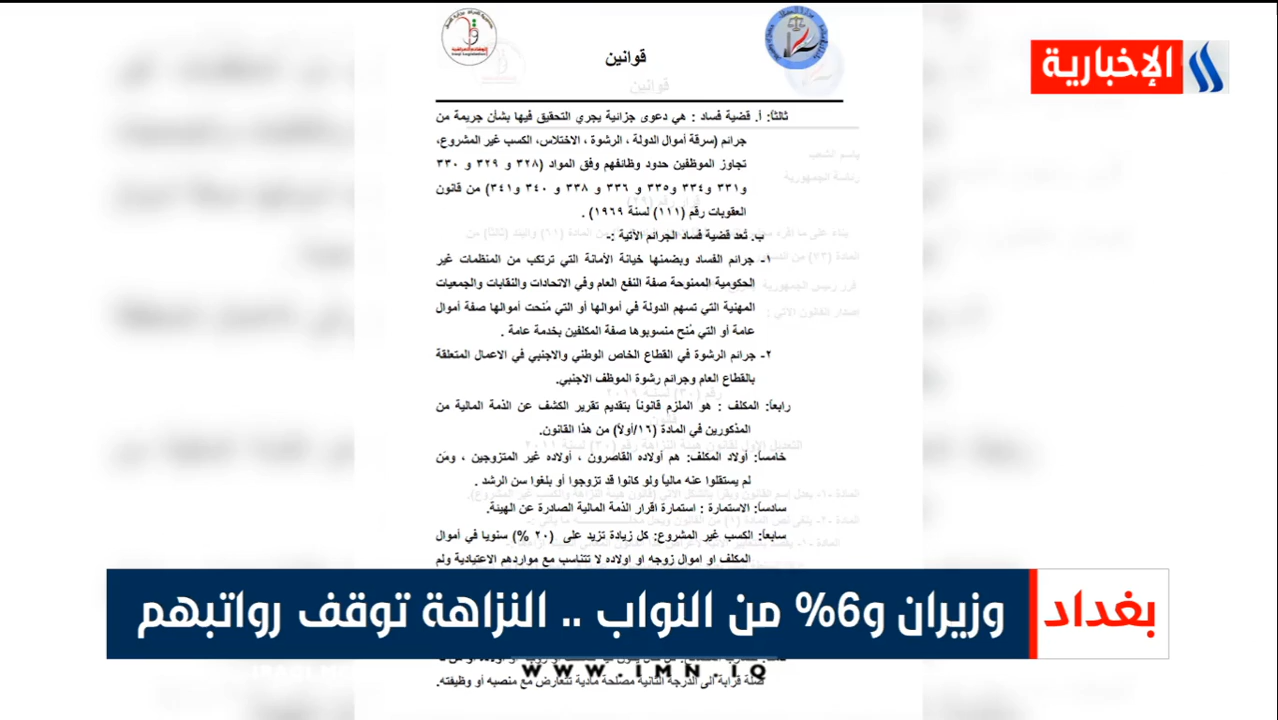 قوانين
الإخبارية
ثالثاً: أ. قضية فساد : هي دعوى جزائية يجري التحقيق فيها بشأن جريمة من
جرائم (سرقة أموال الدولة ، الرشوة ، الاختلاس، الكسب غير المشروع،
تجاوز الموظفين حدود وظائفهم وفق المواد (٣٢٨ و ٣٢٩ و ٣٣٠
و٣٣١ و٣٣٤ و٣٣٥ و ٣٣٦ و ٣٣٨ و ٣٤٠ و٣٤١) من قانون
العقوبات رقم (١١١) لسنة ١٩٦٩) .
ب. تعد قضية فساد الجرائم الآتية :-
١- جرائم الفساد وبضمنها خيانة الأمانة التي ترتكب من المنظمات غير
الحكومية الممنوحة صفة النفع العام وفي الاتحادات والنقابات والجمعيات
المهنية التي تسهم الدولة في أموالها أو التي مُنحت أموالها صفة أموال
عامة أو التي مُنح منسوبوها صفة المكلفين بخدمة عامة .
٢- جرائم الرشوة في القطاع الخاص الوطني والاجنبي في الاعمال المتعلقة
بالقطاع العام وجرائم رشوة الموظف الاجنبي.
رابعاً: المكلف : هو الملزم قانوناً بتقديم تقرير الكشف عن الذمة المالية من
المذكورين في المادة (١٦/أولاً) من هذا القانون.
خامساً: أولاد المكلف: هم أولاده القاصرون ، أولاده غير المتزوجين ، ومَن
لم يستقلوا عنه مالياً ولو كانوا قد تزوجوا أو بلغوا سن الرشد .
سادساً: الاستمارة : استمارة أقرار الذمة المالية الصادرة عن الهيئة.
سابعاً: الكسب غير المشروع: كل زيادة تزيد على (٢٠ %) سنويا في أموال
المكلف او اموال زوجه او اولاده لا تتناسب مع مواردهم الاعتيادية ولم
بغداد
وزيران و6% من النواب .. النزاهة توقف رواتبهم
WWW.IMN.IQ
صلة قرابة الى الدرجة الثانية مصلحة مادية تتعارض مع منصبه أو وظيفته.